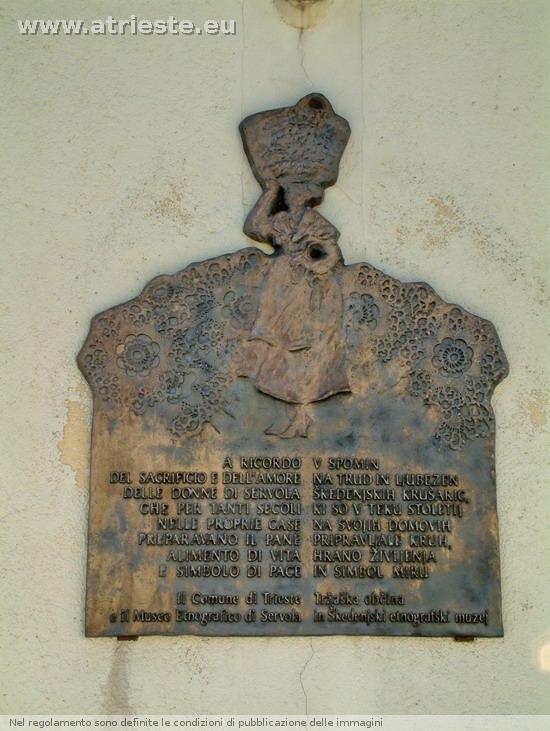 www.atrieste.eu
A RICORDO
DEL SACRIFICIO E DELL'AMORE
DELLE DONNE DI SERVOLA
CHE PER TANTI SECOLI
NELLE PROPRIE CASE
PREPARAVANO IL PANE
ALIMENTO DI VITA
E SIMBOLO DI PACE
Il Comune di Trieste
e il Museo Etnografico di Servola
V SPOMIN
NA TRUD IN LJUBEZEN
ŠKEDENJSKIH KRUŠARIC,
KI SO V TEKU STOLETIJ
NA SVOJIH DOMOVIH
PRIPRAVLJALE KRUH,
HRANO ŽIVLJENJA
IN SIMBOL MIRU
Tržaška občina
in Škedenjski etnografski muzej
Nel regolamento sono definite le condizioni di pubblicazione delle immagini